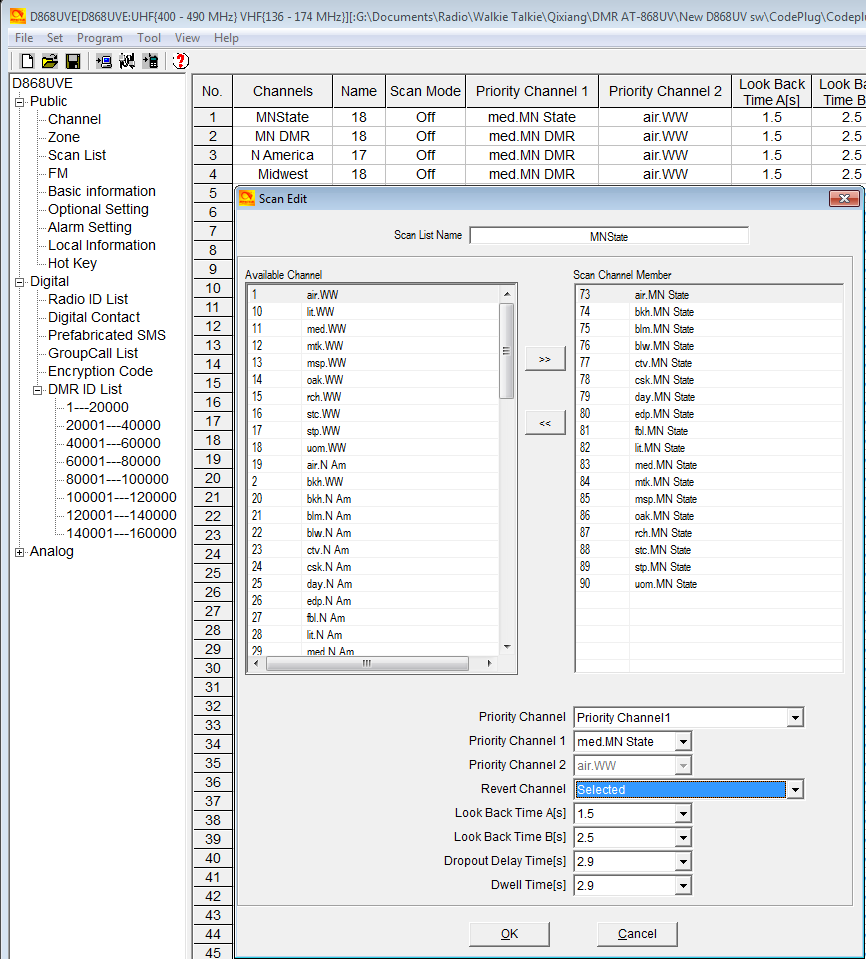 D868UVE[D868UVE:UHF{400 - 490 MHz} VHF{136 - 174 MHz}][:G:\Documents\Radio\Walkie Talkie\Qixiang\DMR AT-868UV\New D868UV sw\CodePlug\Codeplu
File Set Program Tool View Help
D868UVE
Public
Channel
Zone
Scan List
FM
Basic information
Optional Setting
Alarm Setting
Local Information
Hot Key
Digital
Radio ID List
Digital Contact
Prefabricated SMS
GroupCall List
Encryption Code
DMR ID List
1---20000
20001---40000
40001---60000
60001---80000
80001---100000
100001---120000
120001---140000
140001---160000
Analog
No. Channels Name Scan Mode Priority Channel 1 Priority Channel 2 Look Back Time A[s] Look Ba Time B
1 MNState 18 Off med.MN State air.WW 1.5 2.5
2 MN DMR 18 Off med.MN DMR air.WW 1.5 2.5
3 N America 17 Off med.MN DMR air.WW 1.5 2.5
4 Midwest 18 Off med.MN DMR air.WW 1.5 2.5
5
6
7
8
9
10
11
12
13
14
15
16
17
18
19
20
21
22
23
24
25
26
27
28
29
30
31
32
33
34
35
36
37
38
39
40
41
42
43
44
45
Scan Edit
Scan List Name MNState
Available Channel
1 air.WW
10 lit.WW
11 med.WW
12 mtk.WW
13 msp.WW
14 oak.WW
15 rch.WW
16 stc.WW
17 stp.WW
18 uom.WW
19 air.N Am
2 bkh.WW
20 bkh.N Am
21 blm.N Am
22 blw.N Am
23 ctv.N Am
24 csk.N Am
25 day.N Am
26 edp.N Am
27 fbl.N Am
28 lit.N Am
29 med.N Am
>>
<<
Scan Channel Member
73 air.MN State
74 bkh.MN State
75 blm.MN State
76 blw.MN State
77 ctv.MN State
78 csk.MN State
79 day.MN State
80 edp.MN State
81 fbl.MN State
82 lit.MN State
83 med.MN State
84 mtk.MN State
85 msp.MN State
86 oak.MN State
87 rch.MN State
88 stc.MN State
89 stp.MN State
90 uom.MN State
Priority Channel Priority Channel1
Priority Channel 1 med.MN State
Priority Channel 2 air.WW
Revert Channel Selected
Look Back Time A[s] 1.5
Look Back Time B[s] 2.5
Dropout Delay Time[s] 2.9
Dwell Time[s] 2.9
OK Cancel